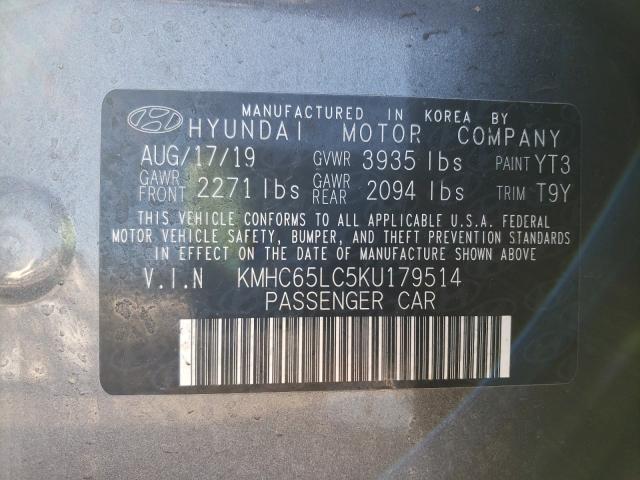 MANUFACTURED IN KOREA BY
HYUNDAI MOTOR COMPANY
AUG/17/19 GVWR 3935 lbs PAINT YT3
GAWR FRONT 2271 lbs GAWR REAR 2094 lbs TRIM T9Y
THIS VEHICLE CONFORMS TO ALL APPLICABLE U.S.A. FEDERAL
MOTOR VEHICLE SAFETY, BUMPER, AND THEFT PREVENTION STANDARDS
IN EFFECT ON THE DATE OF MANUFACTURE SHOWN ABOVE
V.I.N KMHC65LC5KU179514
PASSENGER CAR